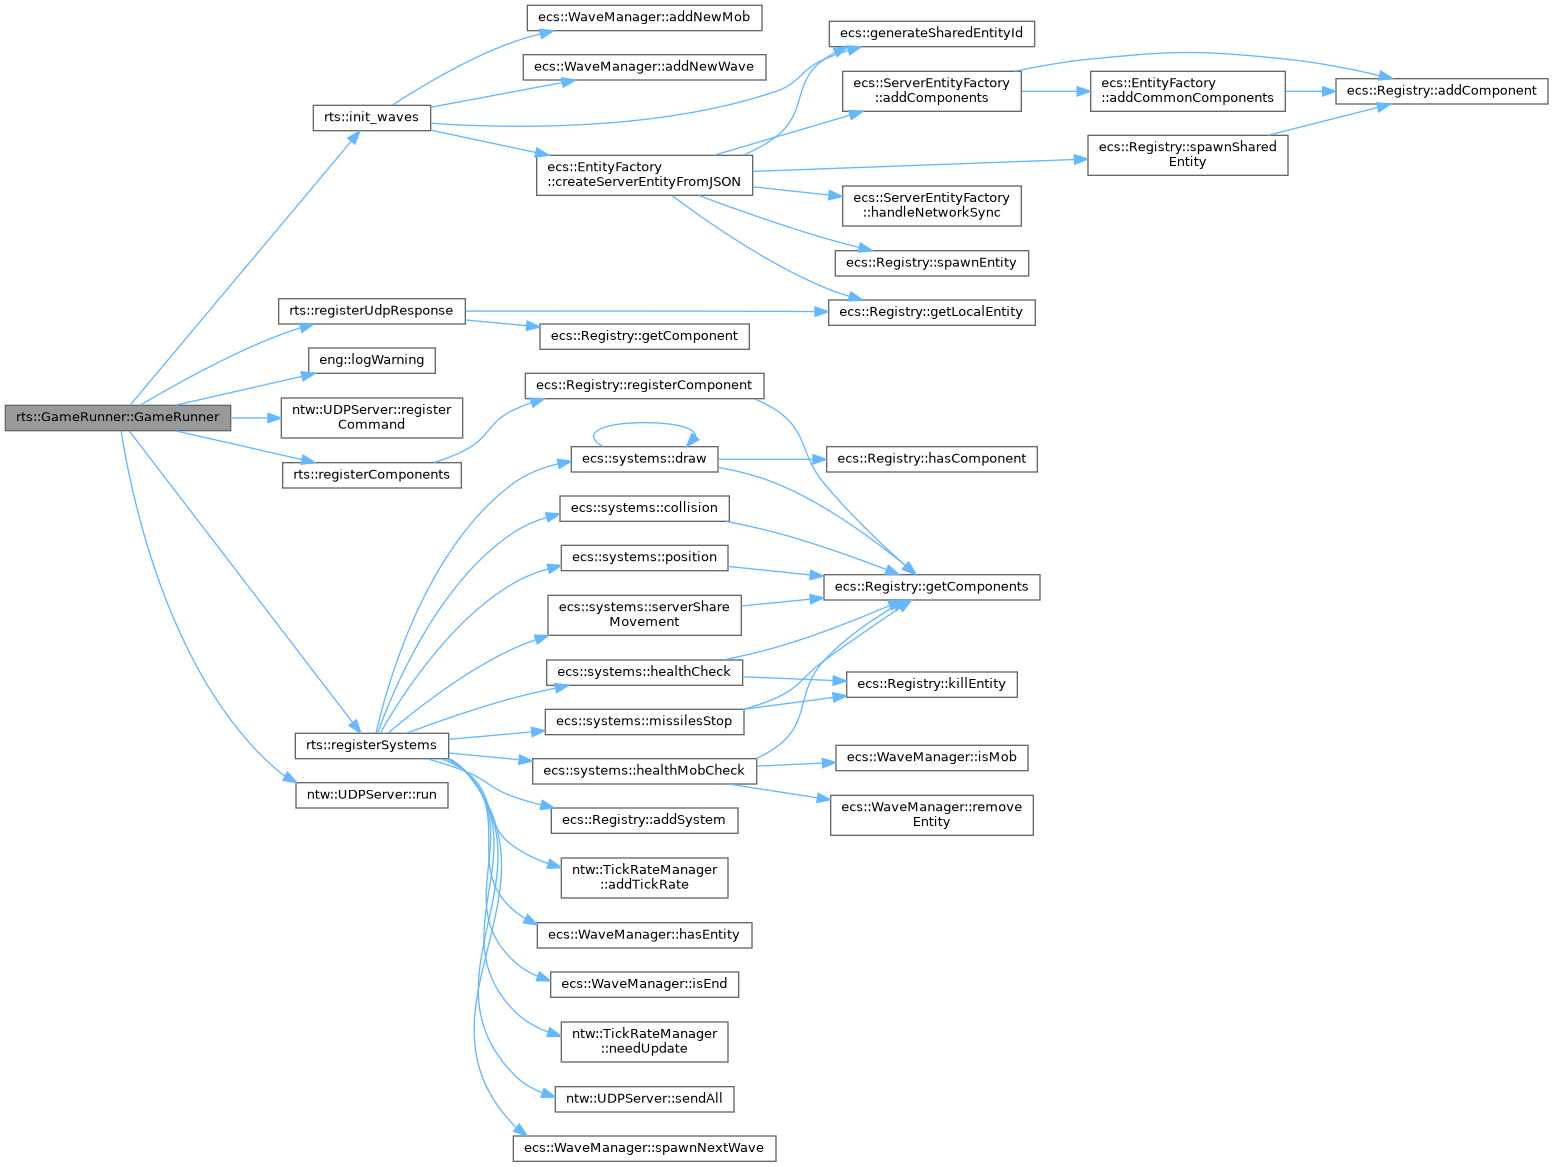 rts::GameRunner::GameRunner
rts::init_waves
ecs::WaveManager::addNewMob
ecs::WaveManager::addNewWave
ecs::generateSharedEntityId
ecs::EntityFactory
::createServerEntityFromJSON
ecs::ServerEntityFactory
::addComponents
ecs::EntityFactory
::addCommonComponents
ecs::Registry::addComponent
ecs::Registry::spawnShared
Entity
ecs::ServerEntityFactory
::handleNetworkSync
ecs::Registry::spawnEntity
ecs::Registry::getLocalEntity
rts::registerUdpResponse
ecs::Registry::getComponent
eng::logWarning
ntw::UDPServer::register
Command
rts::registerComponents
ecs::Registry::registerComponent
ecs::systems::draw
ecs::Registry::hasComponent
ecs::systems::collision
ecs::systems::position
ecs::Registry::getComponents
ecs::systems::serverShare
Movement
ecs::systems::healthCheck
ecs::Registry::killEntity
ecs::systems::missilesStop
rts::registerSystems
ecs::systems::healthMobCheck
ecs::WaveManager::isMob
ecs::WaveManager::remove
Entity
ntw::UDPServer::run
ecs::Registry::addSystem
ntw::TickRateManager
::addTickRate
ecs::WaveManager::hasEntity
ecs::WaveManager::isEnd
ntw::TickRateManager
::needUpdate
ntw::UDPServer::sendAll
ecs::WaveManager::spawnNextWave